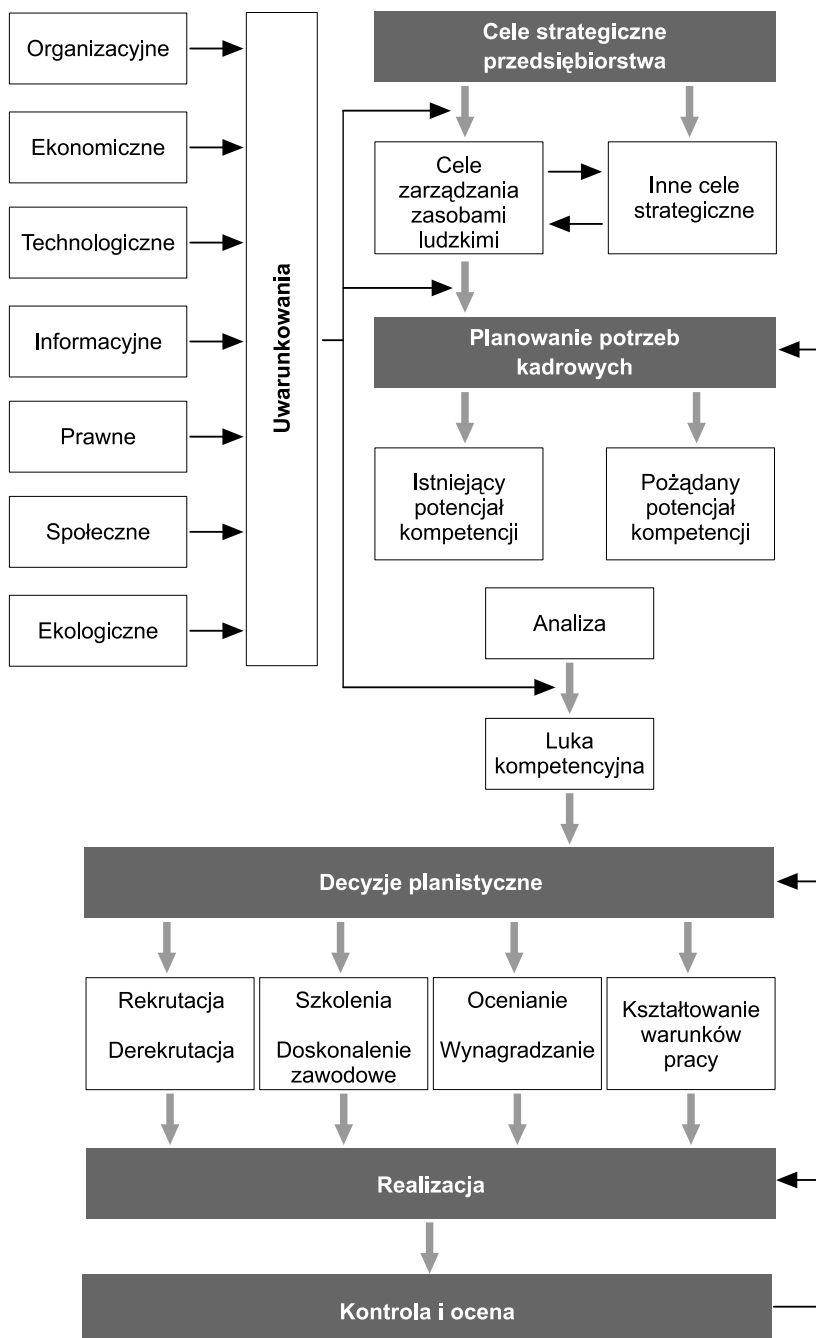 Organizacyjne
Ekonomiczne
Technologiczne
Informacyjne
Prawne
Społeczne
Ekologiczne
Uwarunkowania
Cele strategiczne
przedsiębiorstwa
Cele
zarządzania
zasobami
ludzkimi
Inne cele
strategiczne
Planowanie potrzeb
kadrowych
Istniejący
potencjał
kompetencji
Pożądany
potencjał
kompetencji
Analiza
Luka
kompetencyjna
Decyzje planistyczne
Rekrutacja
Derekrutacja
Szkolenia
Doskonalenie
zawodowe
Ocenianie
Wynagradzanie
Kształtowanie
warunków
pracy
Realizacja
Kontrola i ocena